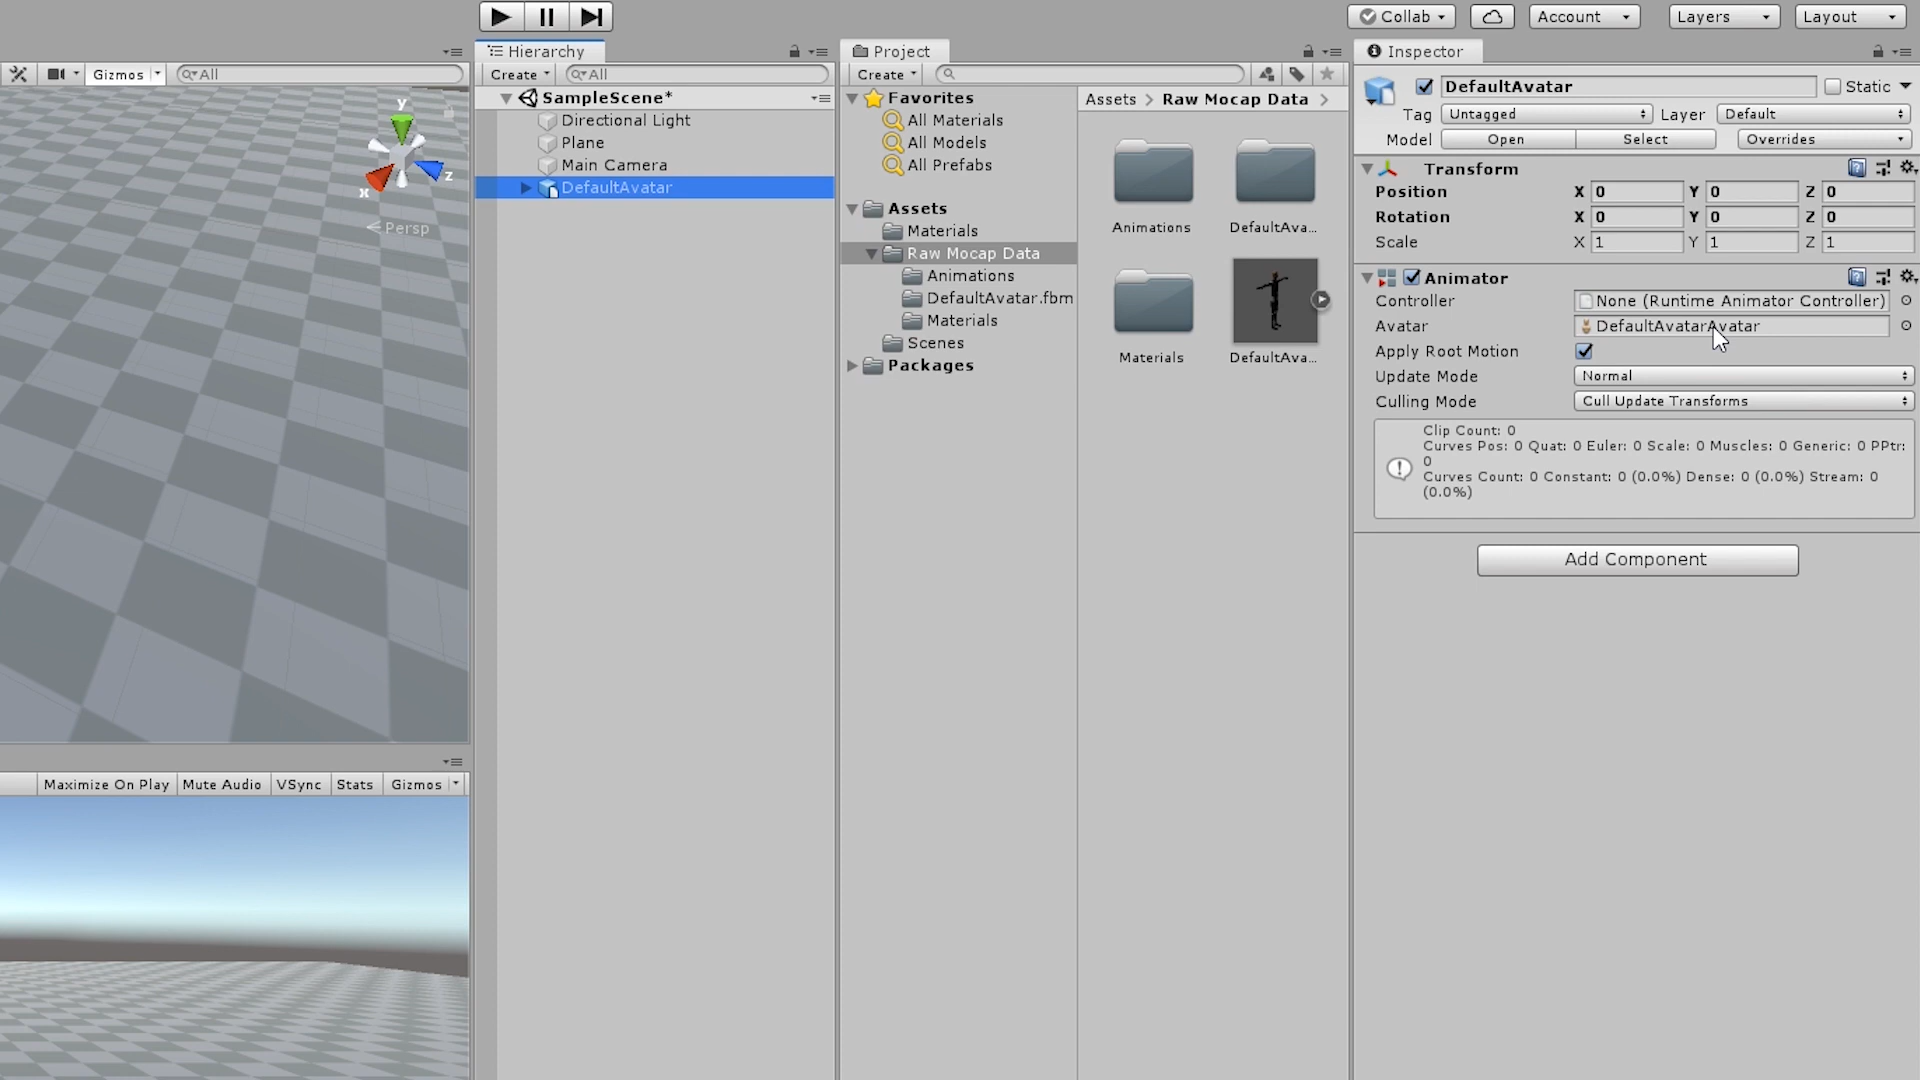 Collab
Account
Layers
Layout
Gizmos
All
y
x
z
Persp
Maximize On Play
Mute Audio
VSync
Stats
Gizmos
Hierarchy
Create
All
SampleScene*
Directional Light
Plane
Main Camera
DefaultAvatar
Project
Create
Favorites
All Materials
All Models
All Prefabs
Assets
Materials
Raw Mocap Data
Animations
DefaultAvatar.fbm
Materials
Scenes
Packages
Assets > Raw Mocap Data >
Animations
DefaultAva...
Materials
DefaultAva...
Inspector
DefaultAvatar
Static
Tag Untagged Layer Default
Model Open Select Overrides
Transform
Position X 0 Y 0 Z 0
Rotation X 0 Y 0 Z 0
Scale X 1 Y 1 Z 1
Animator
Controller None (Runtime Animator Controller)
Avatar DefaultAvatarAvatar
Apply Root Motion
Update Mode Normal
Culling Mode Cull Update Transforms
Clip Count: 0
Curves Pos: 0 Quat: 0 Euler: 0 Scale: 0 Muscles: 0 Generic: 0 PPtr:
0
Curves Count: 0 Constant: 0 (0.0%) Dense: 0 (0.0%) Stream: 0
(0.0%)
Add Component